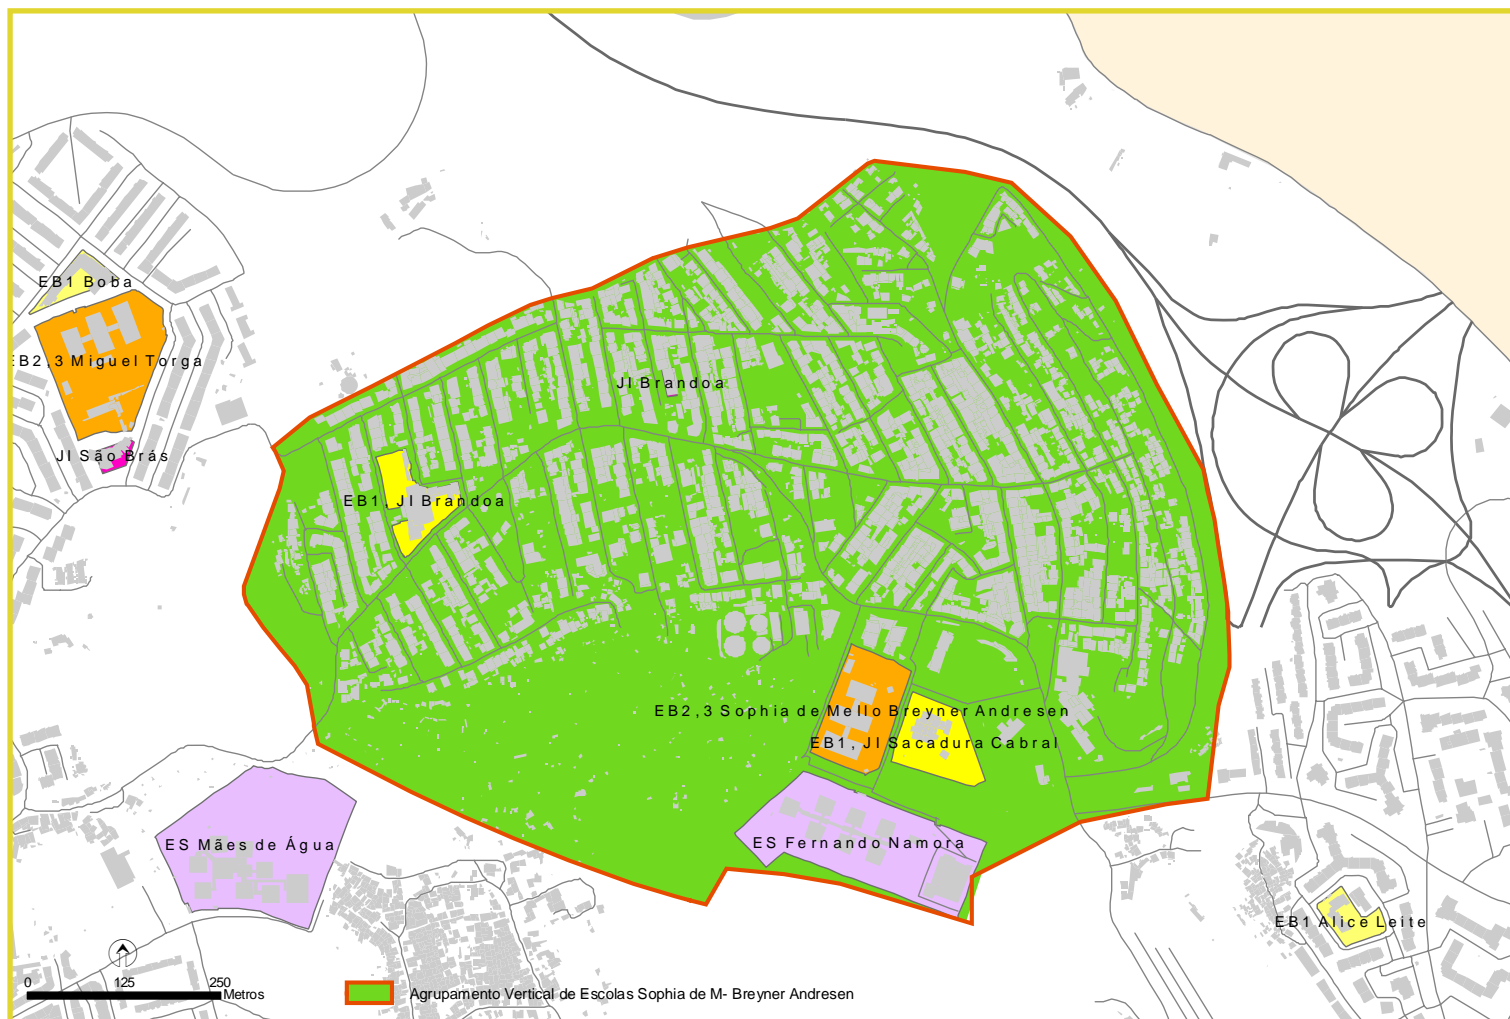 EB1 Boba
EB2,3 Miguel Torga
JI Brandoa
JI São Brás
EB1, JI Brandoa
EB2,3 Sophia de Mello Breyner Andresen
EB1, JI Sacadura Cabral
ES Mães de Água
ES Fernando Namora
EB1 Alice Leite
0 125 250
Metros
Agrupamento Vertical de Escolas Sophia de M- Breyner Andresen